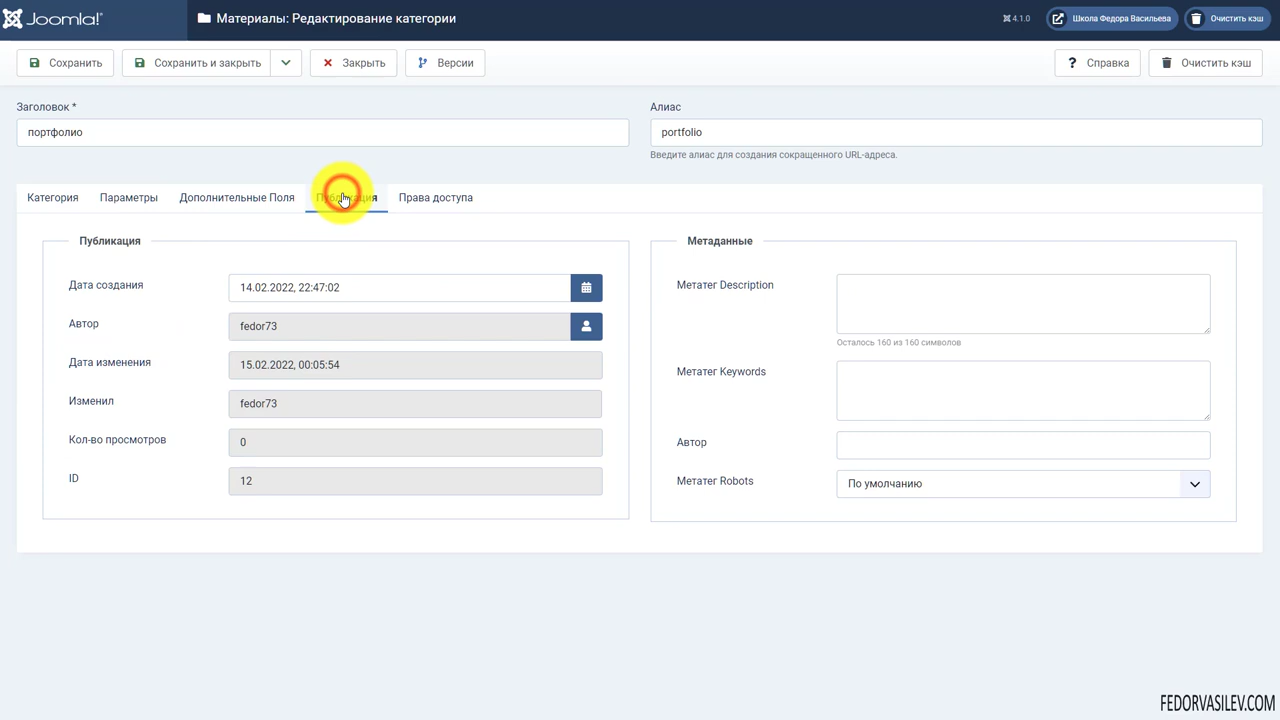 Joomla!
Материалы: Редактирование категории
4.1.0
Школа Федора Васильева
Очистить кэш
Сохранить
Сохранить и закрыть
Закрыть
Версии
Справка
Очистить кэш
Заголовок *
Алиас
портфолио
portfolio
Введите алиас для создания сокращенного URL-адреса.
Категория
Параметры
Дополнительные Поля
Публикация
Права доступа
Публикация
Дата создания
14.02.2022, 22:47:02
Автор
fedor73
Дата изменения
15.02.2022, 00:05:54
Изменил
fedor73
Кол-во просмотров
0
ID
12
Метаданные
Метатег Description
Осталось 160 из 160 символов
Метатег Keywords
Автор
Метатег Robots
По умолчанию
FEDORVASILEV.COM